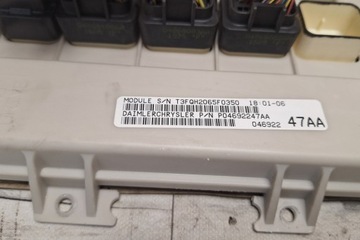 MODULE S/N T3FQH2065F0350 18:01-06
DAIMLERCHRYSLER P/N P04692247AA
046922 47AA